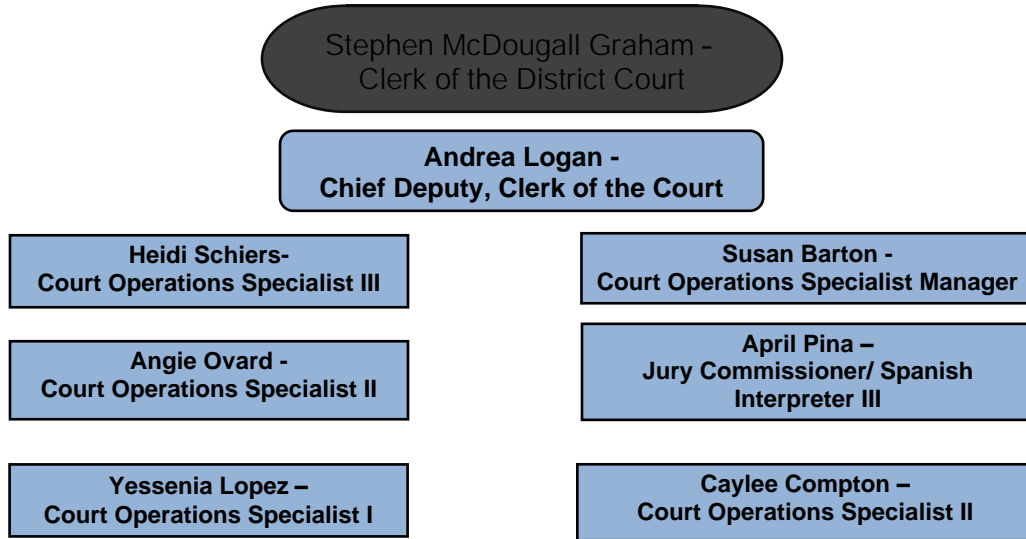 Stephen McDougall Graham –
Clerk of the District Court
Andrea Logan -
Chief Deputy, Clerk of the Court
Heidi Schiers-
Court Operations Specialist III
Susan Barton -
Court Operations Specialist Manager
Angie Ovard -
Court Operations Specialist II
April Pina –
Jury Commissioner/ Spanish
Interpreter III
Yessenia Lopez –
Court Operations Specialist I
Caylee Compton –
Court Operations Specialist II